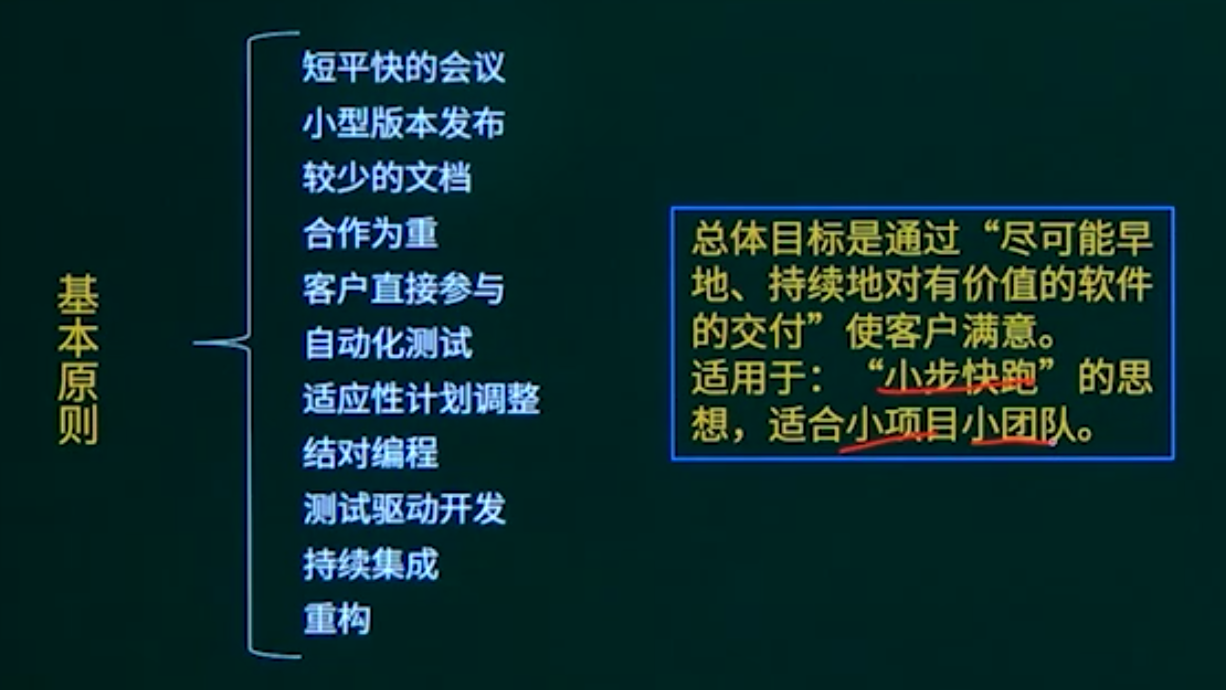 基本原则
短平快的会议
小型版本发布
较少的文档
合作为重
客户直接参与
自动化测试
适应性计划调整
结对编程
测试驱动开发
持续集成
重构
总体目标是通过“尽可能早
地、持续地对有价值的软件
的交付”使客户满意。
适用于：“小步快跑”的思
想，适合小项目小团队。